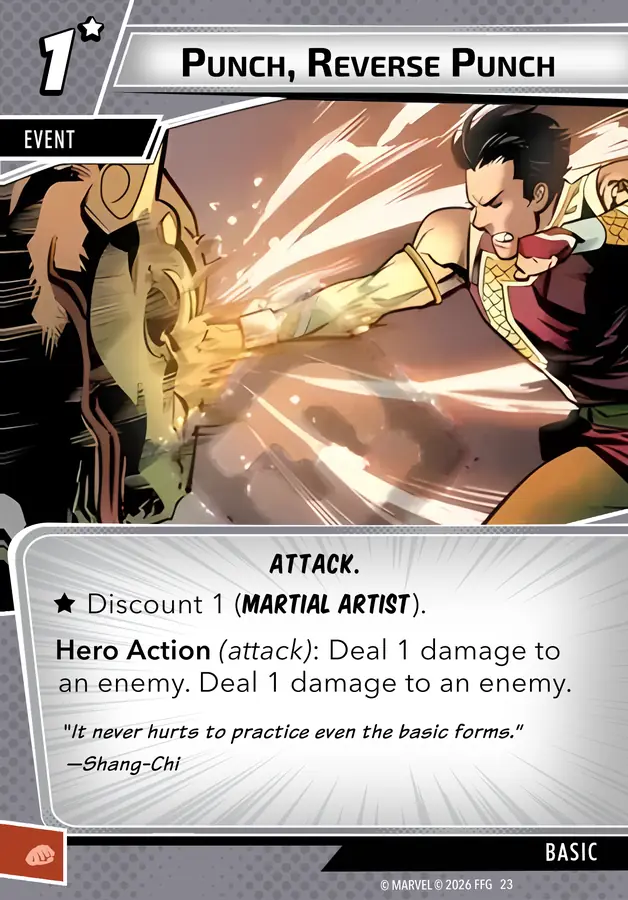 1
PUNCH, REVERSE PUNCH
EVENT
ATTACK.
★ Discount 1 (MARTIAL ARTIST).
Hero Action (attack): Deal 1 damage to
an enemy. Deal 1 damage to an enemy.
"It never hurts to practice even the basic forms."
—Shang-Chi
BASIC
© MARVEL © 2026 FFG 23